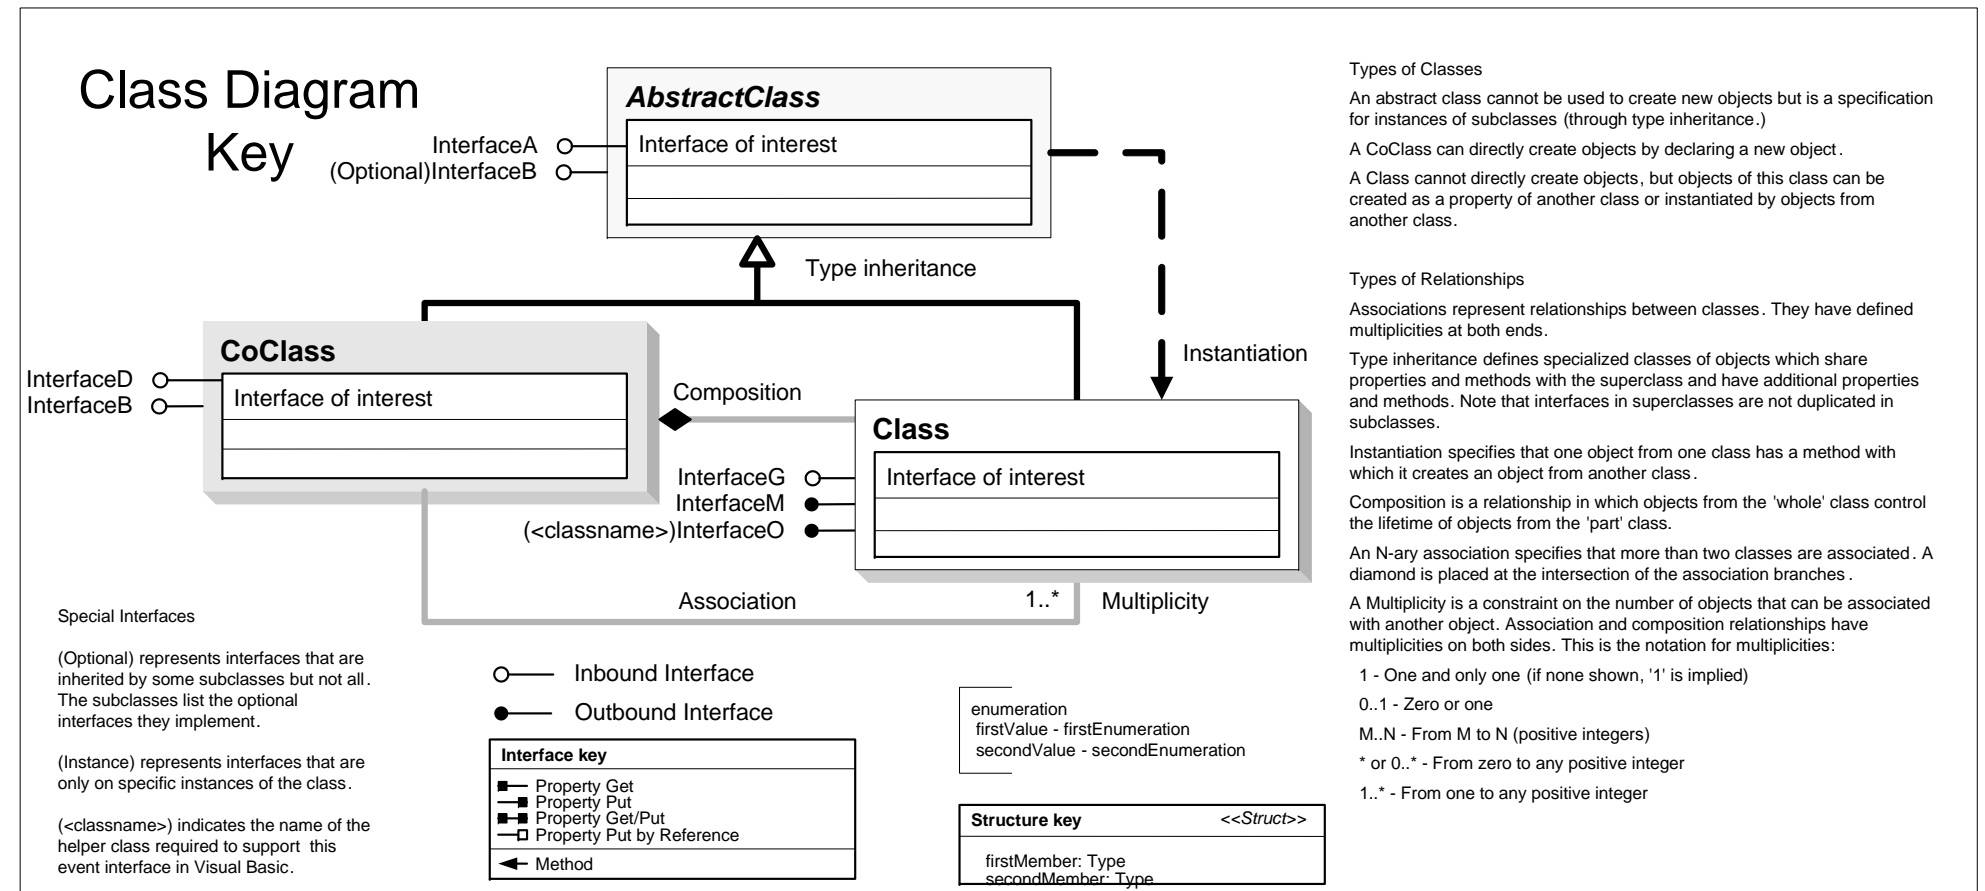 Class Diagram
Key
AbstractClass
Interface of interest
InterfaceA
(Optional)InterfaceB
Type inheritance
Instantiation
CoClass
Interface of interest
InterfaceD
InterfaceB
Composition
Class
Interface of interest
InterfaceG
InterfaceM
(<classname>)InterfaceO
Association
1..*
Multiplicity
Special Interfaces
(Optional) represents interfaces that are
inherited by some subclasses but not all.
The subclasses list the optional
interfaces they implement.
(Instance) represents interfaces that are
only on specific instances of the class.
(<classname>) indicates the name of the
helper class required to support this
event interface in Visual Basic.
Inbound Interface
Outbound Interface
Interface key
Property Get
Property Put
Property Get/Put
Property Put by Reference
Method
enumeration
firstValue - firstEnumeration
secondValue - secondEnumeration
Structure key <<Struct>>
firstMember: Type
secondMember: Type
Types of Classes
An abstract class cannot be used to create new objects but is a specification
for instances of subclasses (through type inheritance.)
A CoClass can directly create objects by declaring a new object.
A Class cannot directly create objects, but objects of this class can be
created as a property of another class or instantiated by objects from
another class.
Types of Relationships
Associations represent relationships between classes. They have defined
multiplicities at both ends.
Type inheritance defines specialized classes of objects which share
properties and methods with the superclass and have additional properties
and methods. Note that interfaces in superclasses are not duplicated in
subclasses.
Instantiation specifies that one object from one class has a method with
which it creates an object from another class.
Composition is a relationship in which objects from the 'whole' class control
the lifetime of objects from the 'part' class.
An N-ary association specifies that more than two classes are associated. A
diamond is placed at the intersection of the association branches.
A Multiplicity is a constraint on the number of objects that can be associated
with another object. Association and composition relationships have
multiplicities on both sides. This is the notation for multiplicities:
1 - One and only one (if none shown, '1' is implied)
0..1 - Zero or one
M..N - From M to N (positive integers)
* or 0..* - From zero to any positive integer
1..* - From one to any positive integer